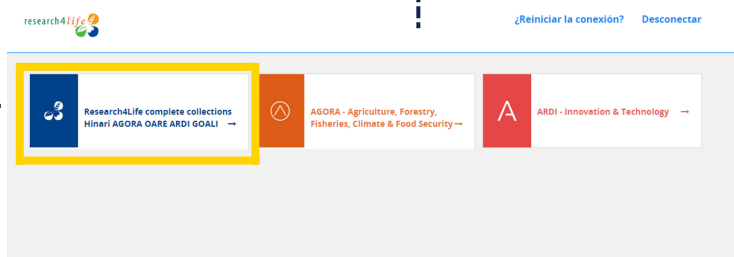 research4life
¿Reiniciar la conexión? Desconectar
Research4Life complete collections
Hinari AGORA OARE ARDI GOALI →
AGORA - Agriculture, Forestry,
Fisheries, Climate & Food Security →
ARDI - Innovation & Technology →